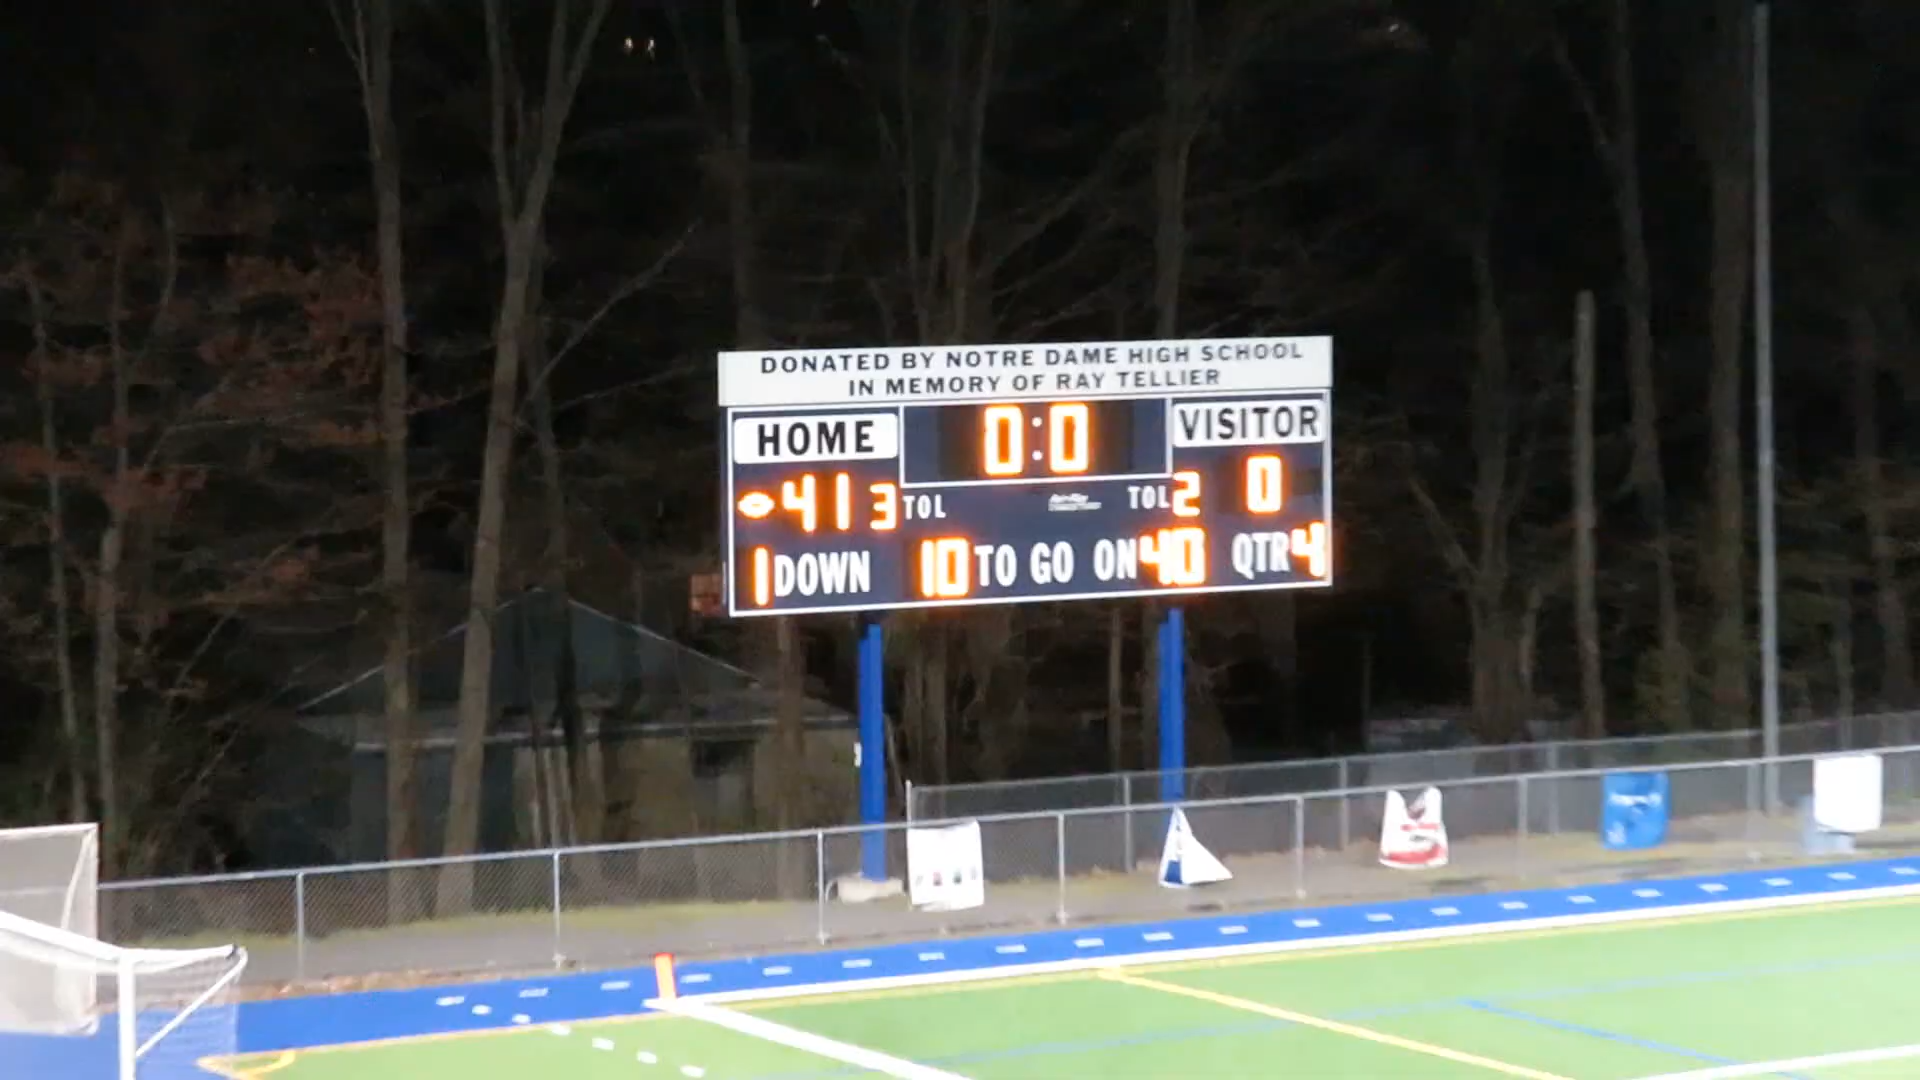 DONATED BY NOTRE DAME HIGH SCHOOL
IN MEMORY OF RAY TELLIER
HOME 0:0 VISITOR
41 3 TOL TOL 2 0
1 DOWN 10 TO GO ON 40 QTR 4